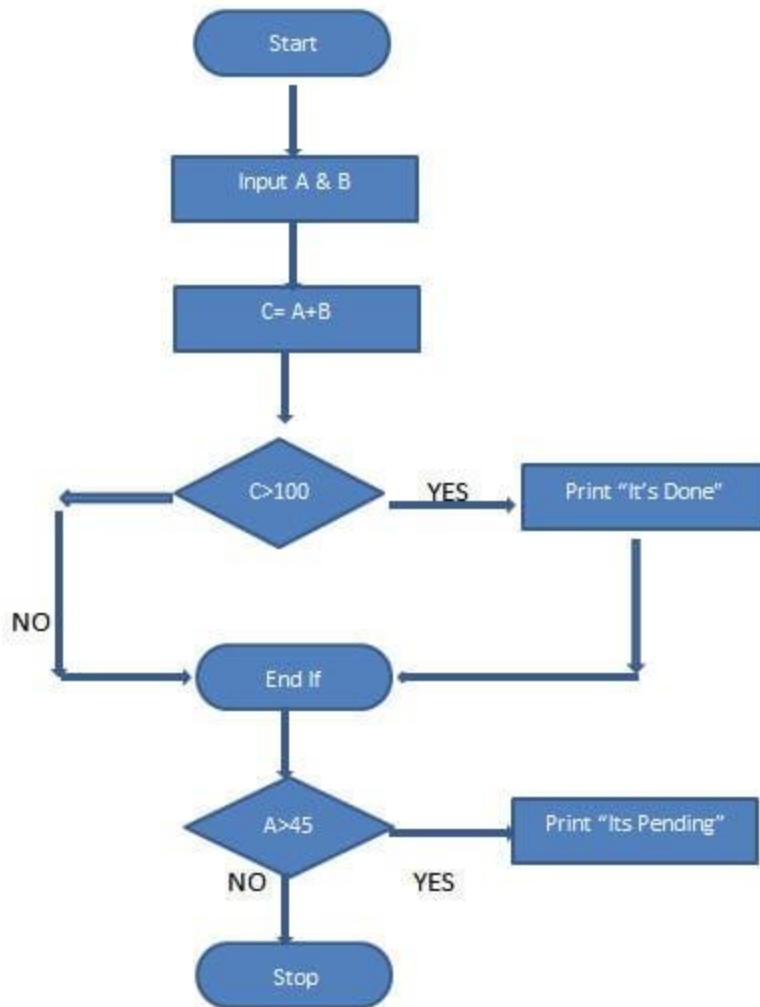 Start
Input A & B
C= A+B
C>100
YES
Print “It’s Done”
NO
End If
A>45
Print “Its Pending”
NO
YES
Stop